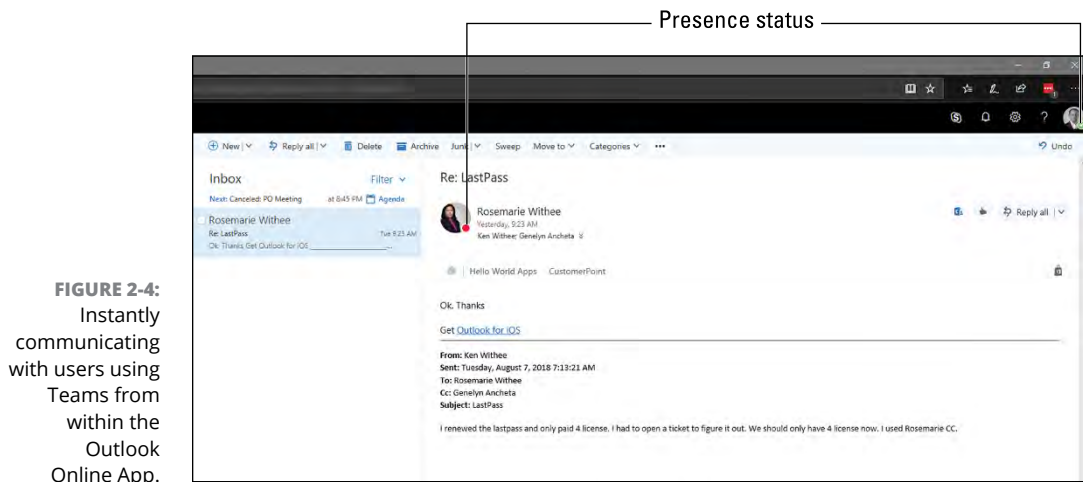 Presence status
New
Reply all
Delete
Archive
Junk
Sweep
Move to
Categories
Undo
Inbox
Filter
Next: Canceled: PO Meeting at 8:45 PM Agenda
Rosemarie Withee
Re: LastPass
Tue 9:23 AM
Ok. Thanks Get Outlook for iOS
Re: LastPass
Rosemarie Withee
Yesterday, 9:23 AM
Ken Withee; Genelyn Ancheta
Reply all
Hello World Apps CustomerPoint
Ok. Thanks
Get Outlook for iOS
From: Ken Withee
Sent: Tuesday, August 7, 2018 7:13:21 AM
To: Rosemarie Withee
Cc: Genelyn Ancheta
Subject: LastPass
I renewed the lastpass and only paid 4 license. I had to open a ticket to figure it out. We should only have 4 license now. I used Rosemarie CC.
FIGURE 2-4:
Instantly
communicating
with users using
Teams from
within the
Outlook
Online App.